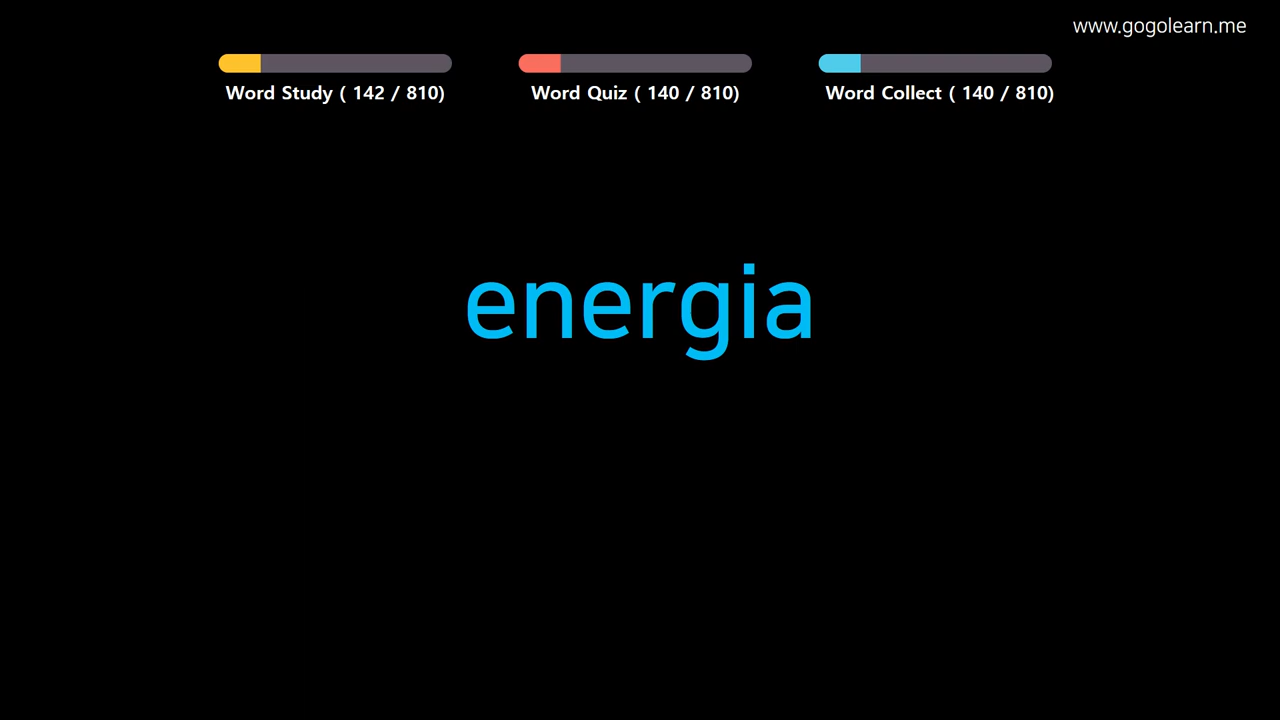 www.gogolearn.me
Word Study ( 142 / 810)
Word Quiz ( 140 / 810)
Word Collect ( 140 / 810)
energia